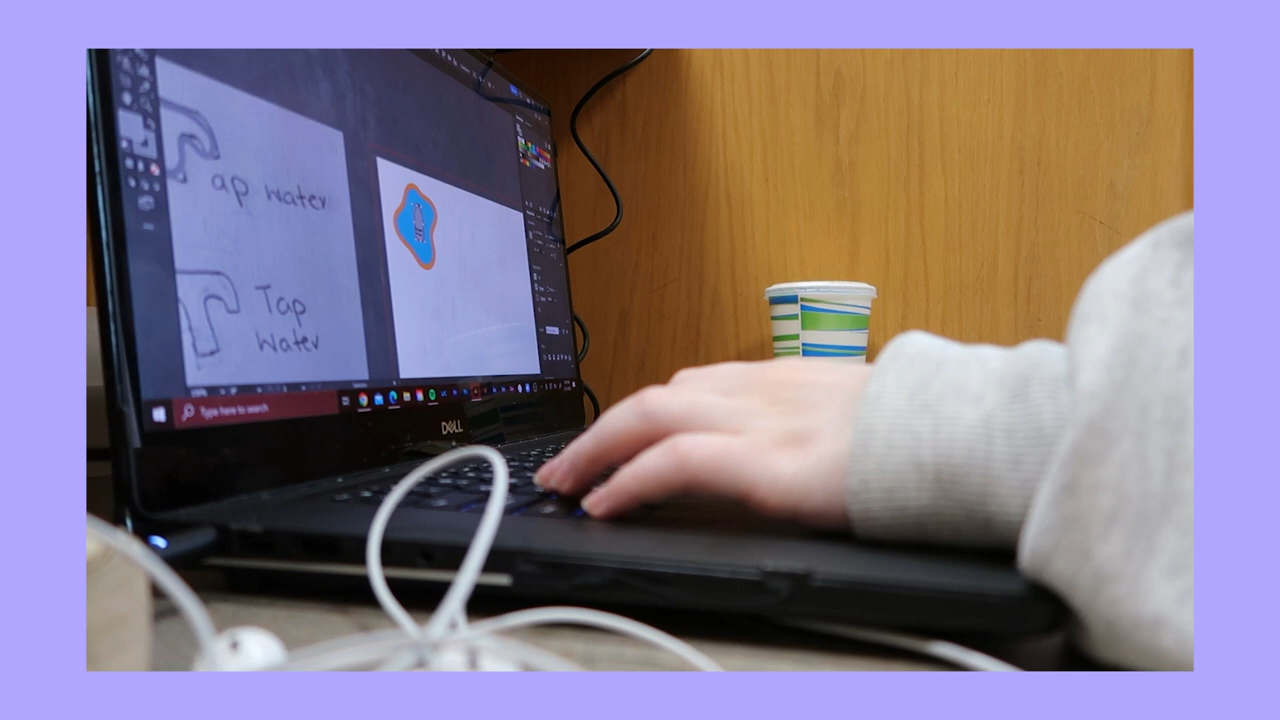 ap water
Tap
Water
Type here to search
DELL